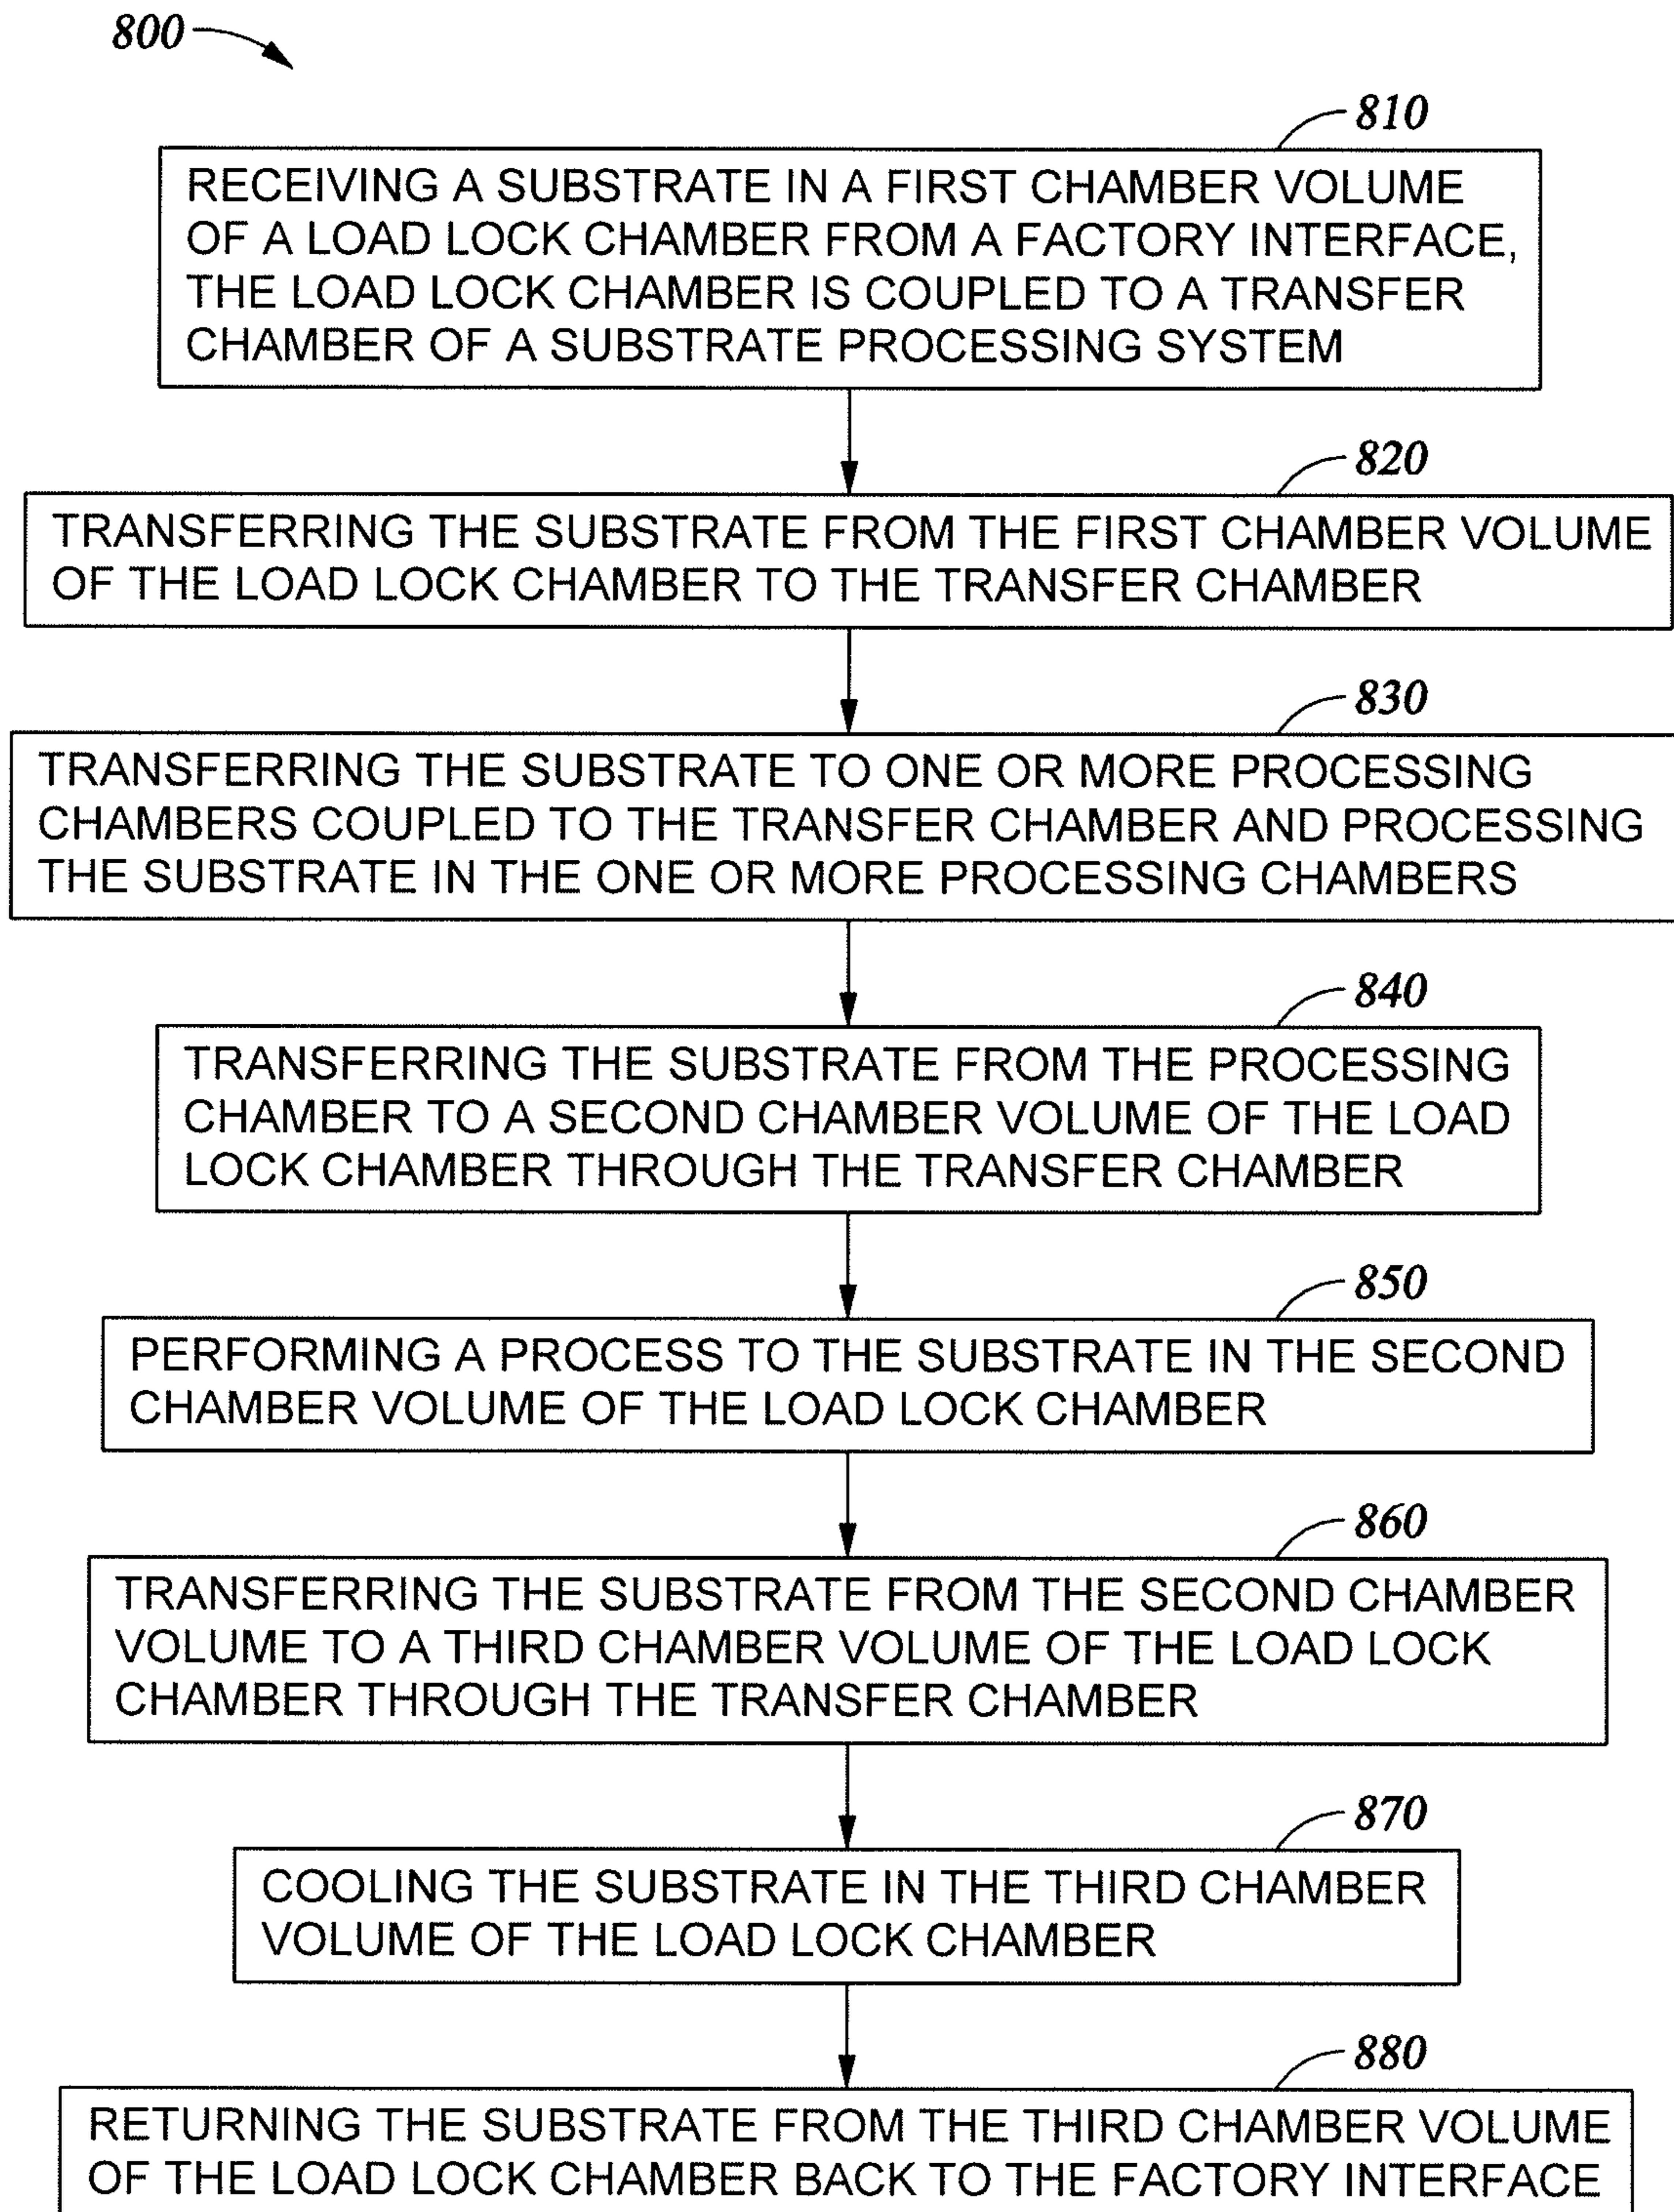 800
810
RECEIVING A SUBSTRATE IN A FIRST CHAMBER VOLUME
OF A LOAD LOCK CHAMBER FROM A FACTORY INTERFACE,
THE LOAD LOCK CHAMBER IS COUPLED TO A TRANSFER
CHAMBER OF A SUBSTRATE PROCESSING SYSTEM
820
TRANSFERRING THE SUBSTRATE FROM THE FIRST CHAMBER VOLUME
OF THE LOAD LOCK CHAMBER TO THE TRANSFER CHAMBER
830
TRANSFERRING THE SUBSTRATE TO ONE OR MORE PROCESSING
CHAMBERS COUPLED TO THE TRANSFER CHAMBER AND PROCESSING
THE SUBSTRATE IN THE ONE OR MORE PROCESSING CHAMBERS
840
TRANSFERRING THE SUBSTRATE FROM THE PROCESSING
CHAMBER TO A SECOND CHAMBER VOLUME OF THE LOAD
LOCK CHAMBER THROUGH THE TRANSFER CHAMBER
850
PERFORMING A PROCESS TO THE SUBSTRATE IN THE SECOND
CHAMBER VOLUME OF THE LOAD LOCK CHAMBER
860
TRANSFERRING THE SUBSTRATE FROM THE SECOND CHAMBER
VOLUME TO A THIRD CHAMBER VOLUME OF THE LOAD LOCK
CHAMBER THROUGH THE TRANSFER CHAMBER
870
COOLING THE SUBSTRATE IN THE THIRD CHAMBER
VOLUME OF THE LOAD LOCK CHAMBER
880
RETURNING THE SUBSTRATE FROM THE THIRD CHAMBER VOLUME
OF THE LOAD LOCK CHAMBER BACK TO THE FACTORY INTERFACE